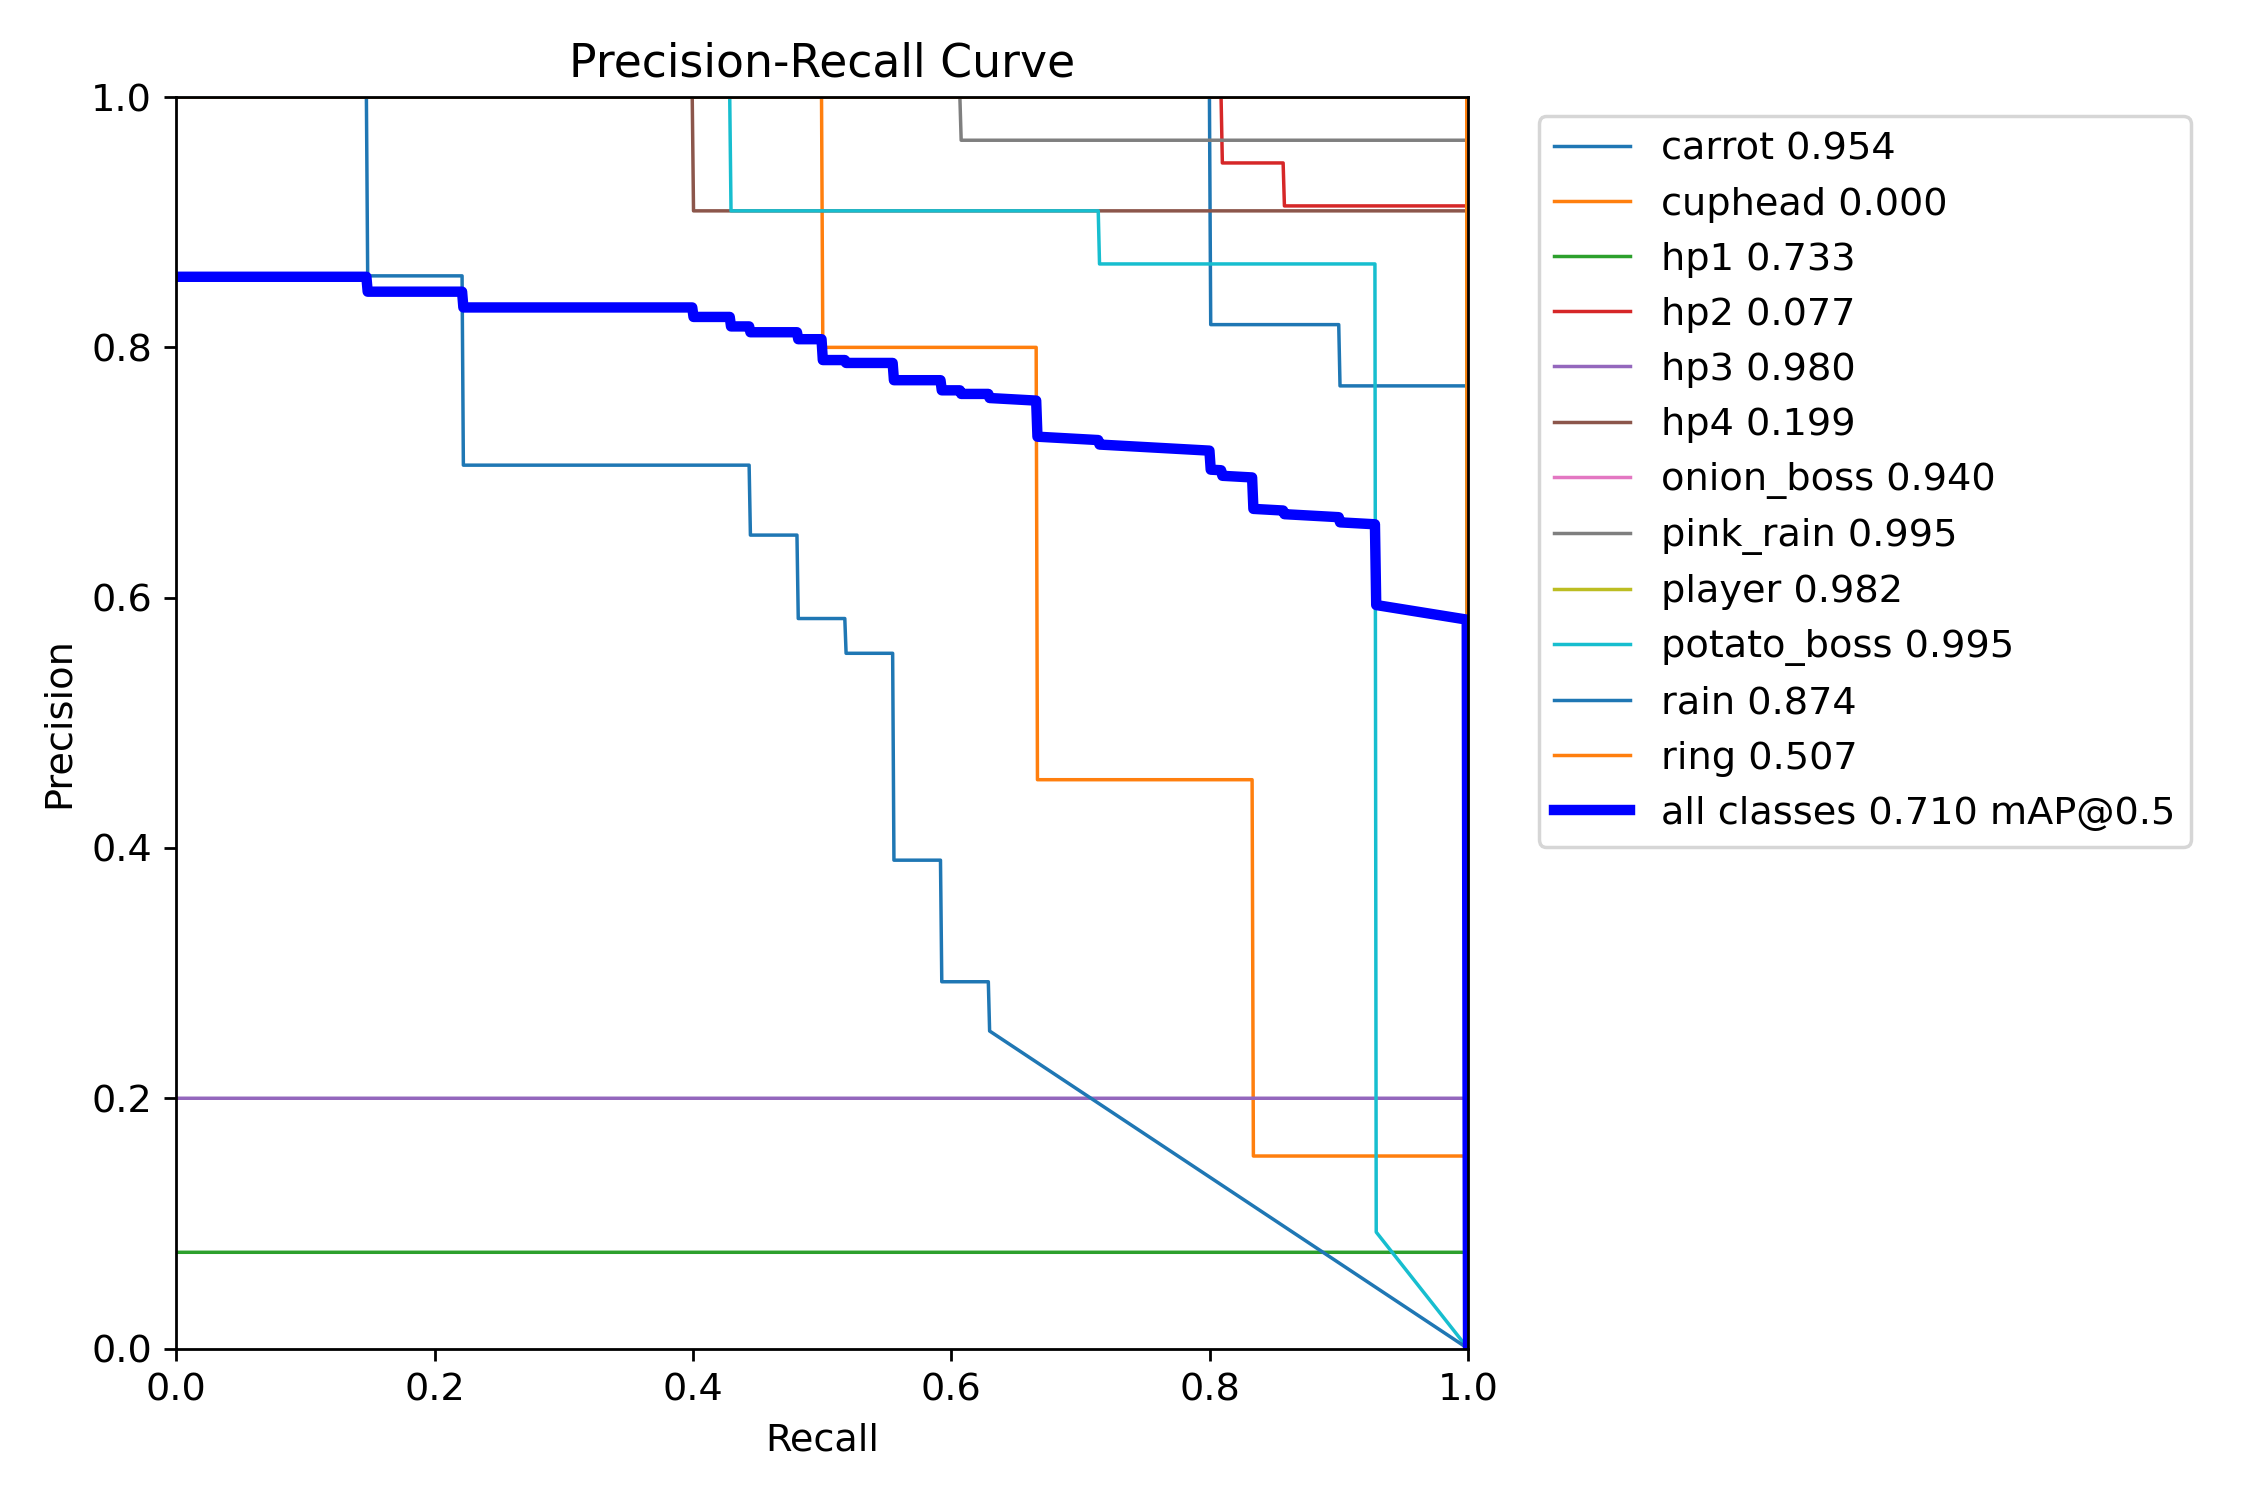 Precision-Recall Curve
1.0
0.8
0.6
0.4
0.2
0.0
Precision
0.0 0.2 0.4 0.6 0.8 1.0
Recall
carrot 0.954
cuphead 0.000
hp1 0.733
hp2 0.077
hp3 0.980
hp4 0.199
onion_boss 0.940
pink_rain 0.995
player 0.982
potato_boss 0.995
rain 0.874
ring 0.507
all classes 0.710 mAP@0.5